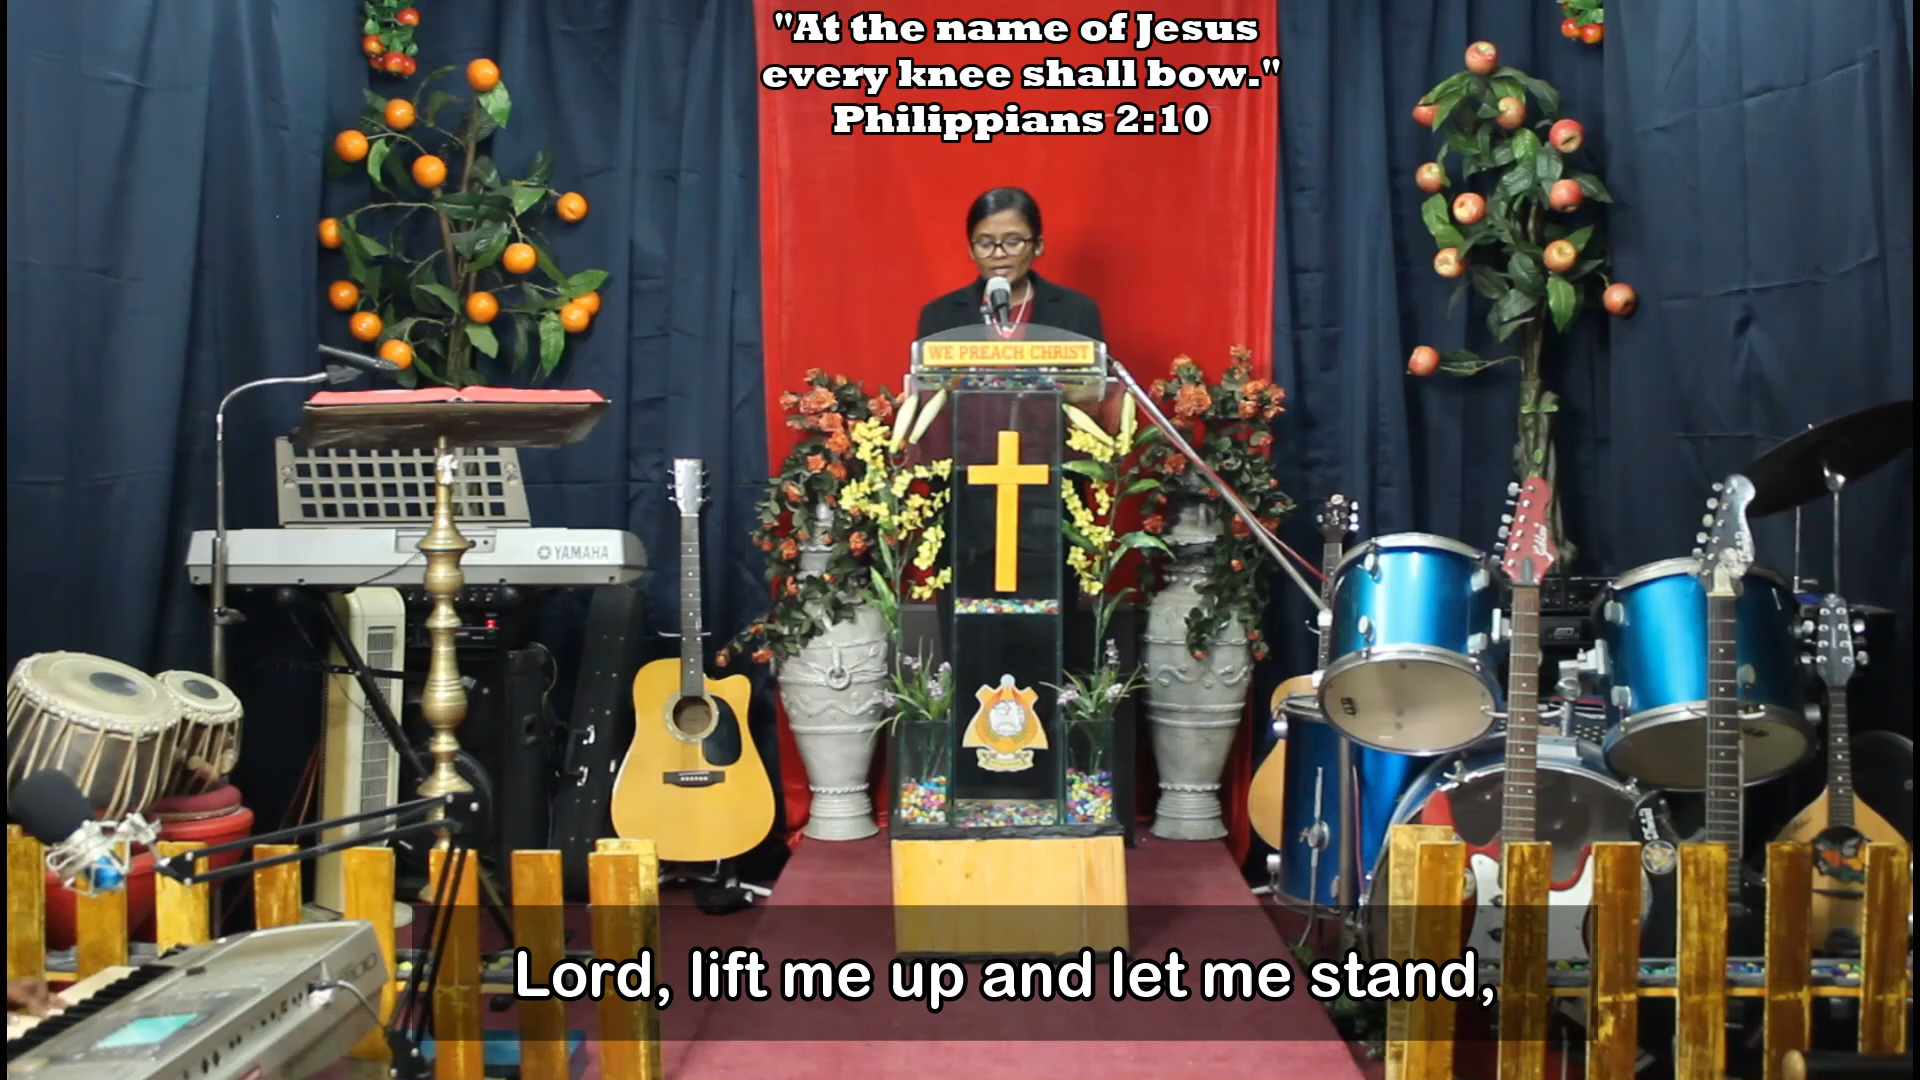 "At the name of Jesus
every knee shall bow."
Philippians 2:10
WE PREACH CHRIST
YAMAHA
Lord, lift me up and let me stand,